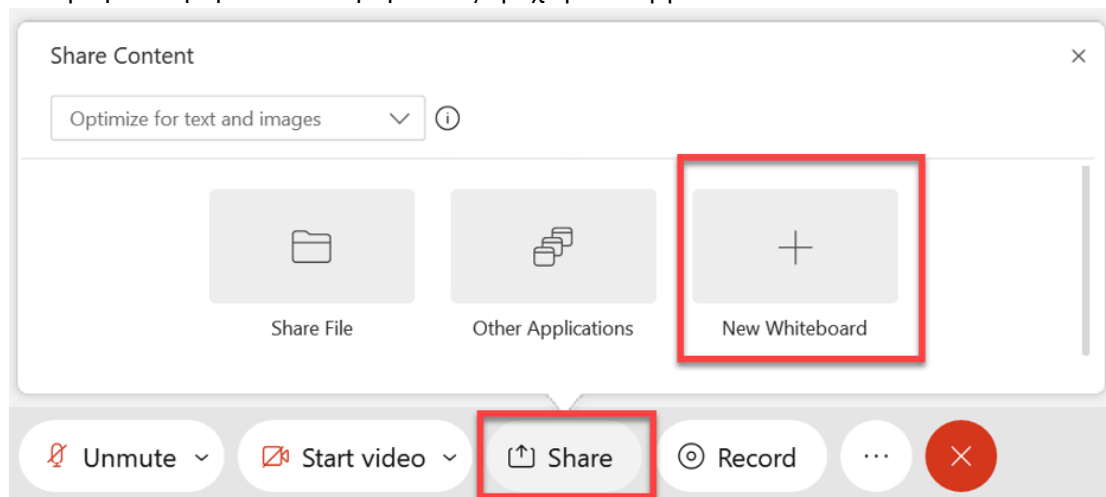 Share Content
Optimize for text and images
Share File Other Applications New Whiteboard
Unmute Start video Share Record